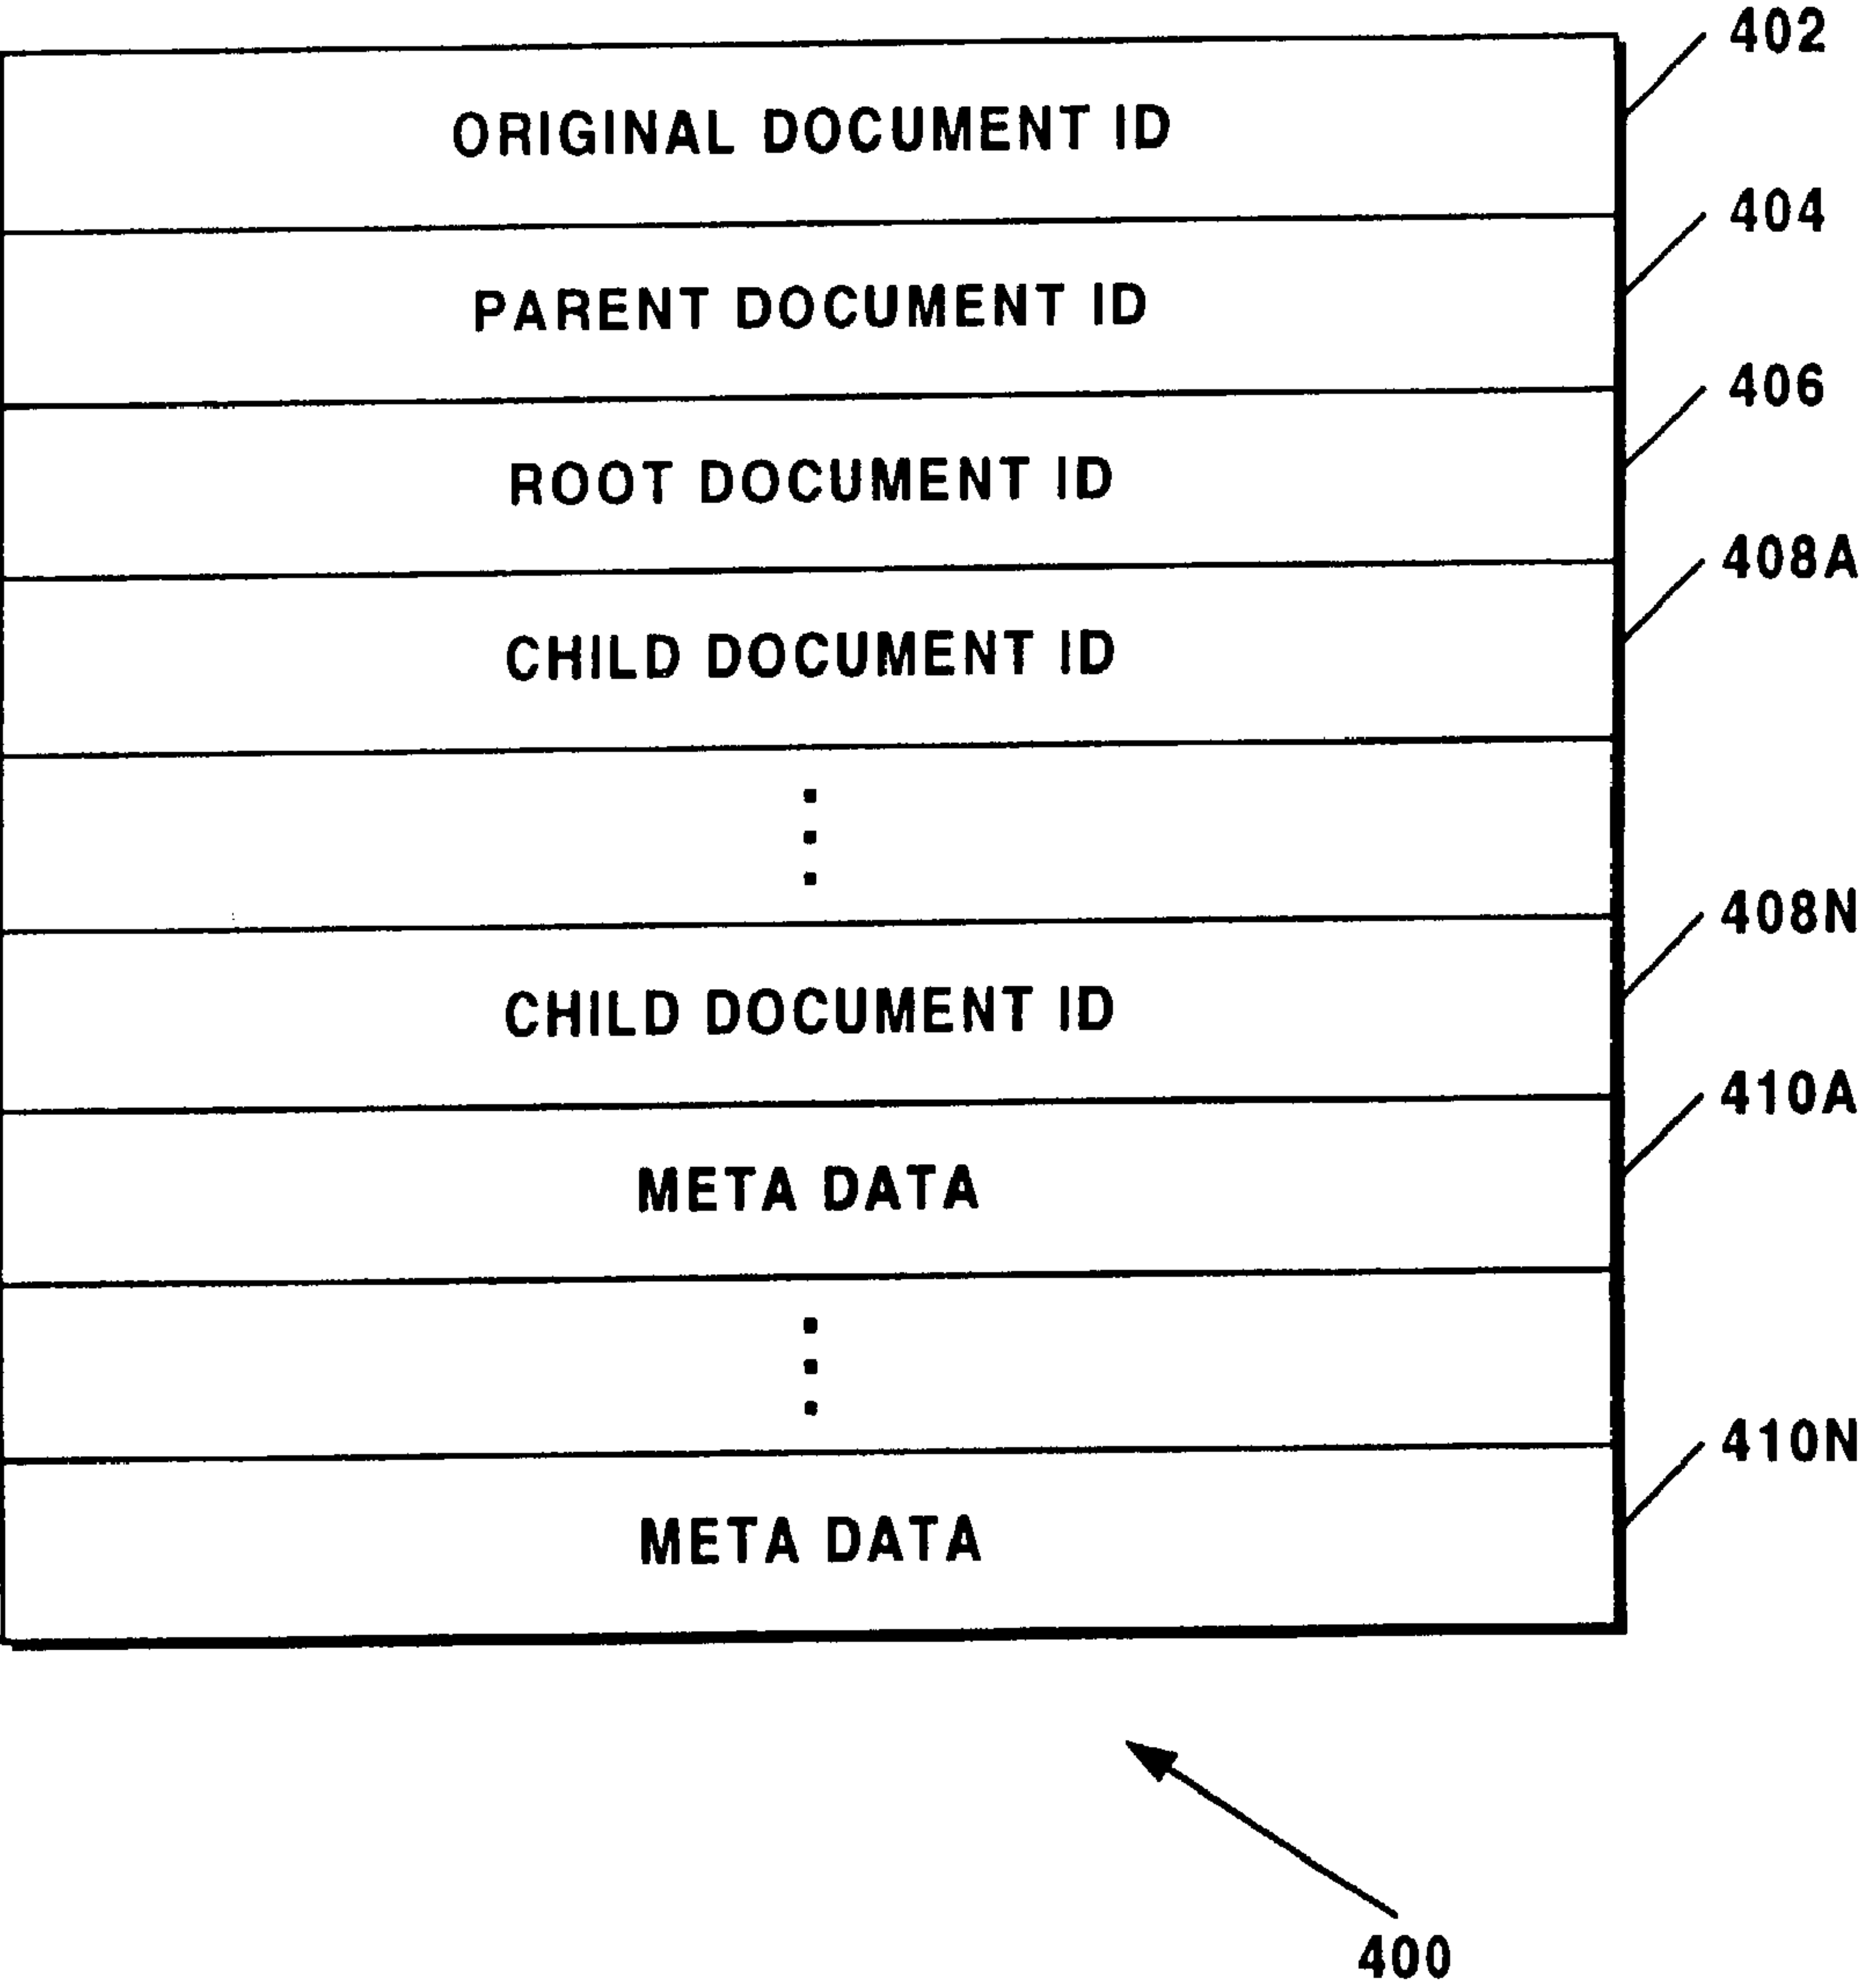 402
ORIGINAL DOCUMENT ID
404
PARENT DOCUMENT ID
406
ROOT DOCUMENT ID
408A
CHILD DOCUMENT ID
408N
CHILD DOCUMENT ID
410A
META DATA
410N
META DATA
400